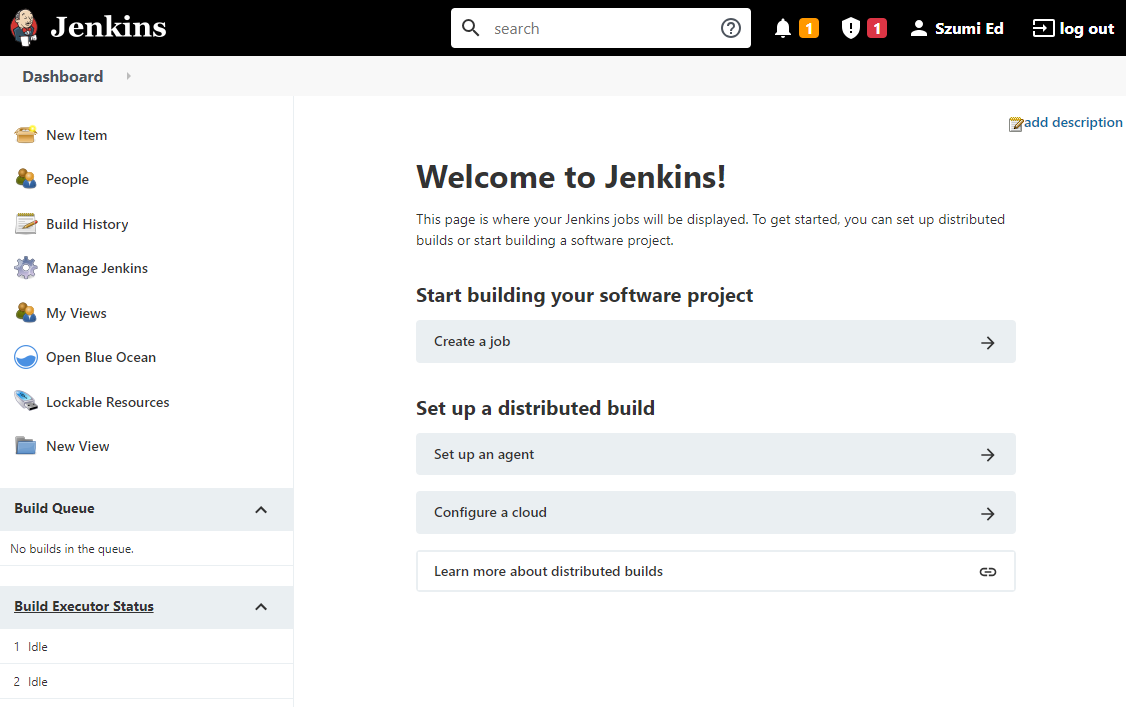 Jenkins
search
1
1
Szumi Ed
log out
Dashboard
New Item
People
Build History
Manage Jenkins
My Views
Open Blue Ocean
Lockable Resources
New View
Build Queue
No builds in the queue.
Build Executor Status
1 Idle
2 Idle
add description
Welcome to Jenkins!
This page is where your Jenkins jobs will be displayed. To get started, you can set up distributed
builds or start building a software project.
Start building your software project
Create a job
Set up a distributed build
Set up an agent
Configure a cloud
Learn more about distributed builds